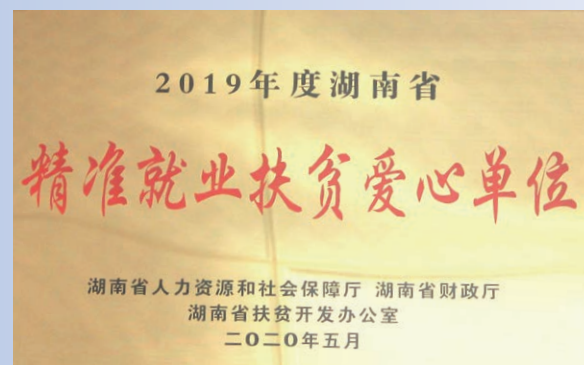 2019年度湖南省
精准就业扶贫爱心单位
湖南省人力资源和社会保障厅 湖南省财政厅
湖南省扶贫开发办公室
二〇二〇年五月